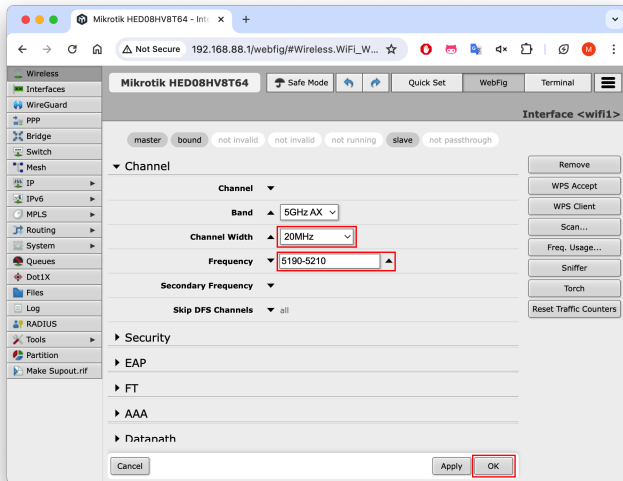 Mikrotik HED08HV8T64 - Inte
Not Secure 192.168.88.1/webfig/#Wireless.WiFi_W...
M
Wireless
Interfaces
WireGuard
PPP
Bridge
Switch
Mesh
IP
IPv6
MPLS
Routing
System
Queues
Dot1X
Files
Log
RADIUS
Tools
Partition
Make Supout.rif
Mikrotik HED08HV8T64
Safe Mode
Quick Set
WebFig
Terminal
Interface <wifi1>
master bound not invalid not invalid not running slave not passthrough
Channel
Channel
Band 5GHz AX
Channel Width 20MHz
Frequency 5190-5210
Secondary Frequency
Skip DFS Channels all
Security
EAP
FT
AAA
Datapath
Remove
WPS Accept
WPS Client
Scan...
Freq. Usage...
Sniffer
Torch
Reset Traffic Counters
Cancel
Apply
OK